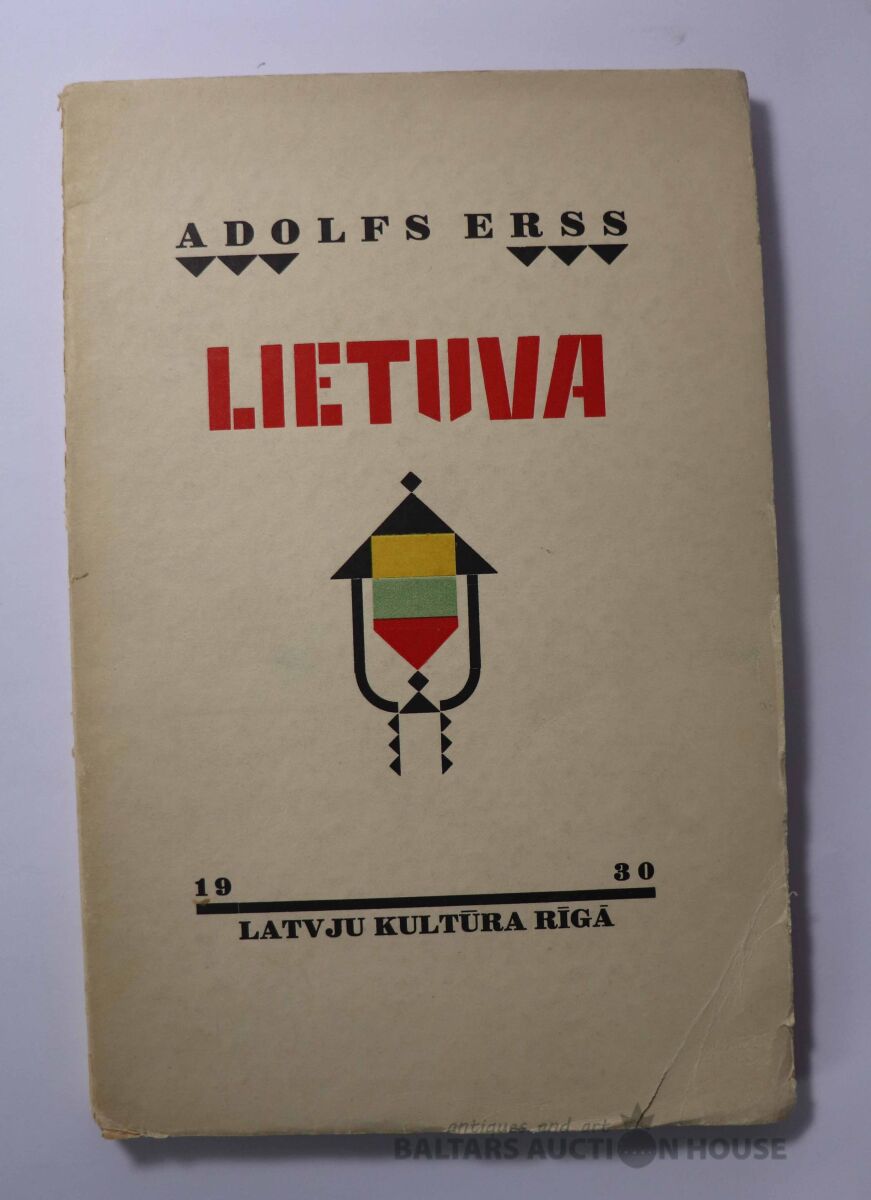 ADOLFS ERSS
LIETUVA
19 30
LATVJU KULTŪRA RĪGĀ
antiques and art
BALTARS AUCTION HOUSE